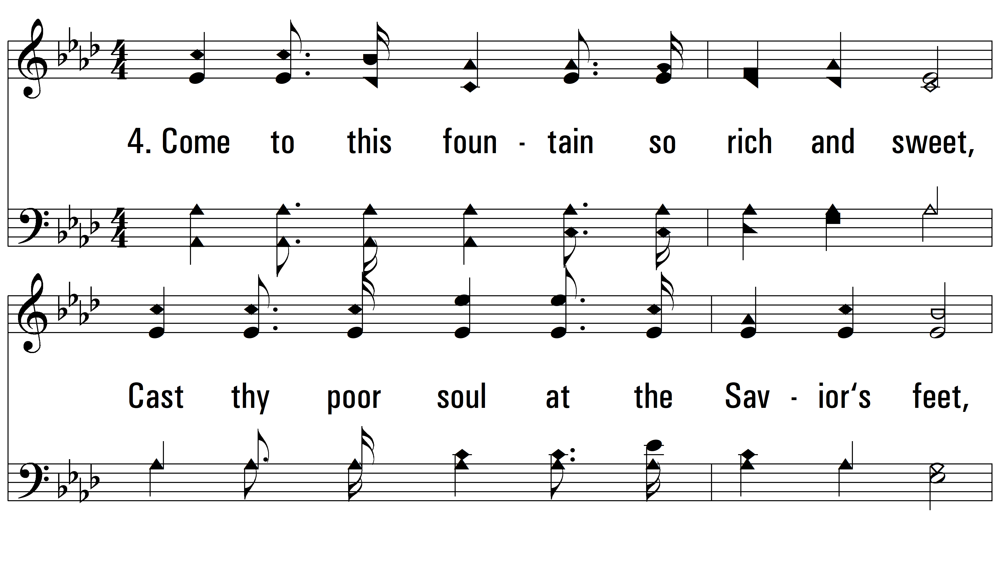 4. Come to this foun - tain so rich and sweet,
Cast thy poor soul at the Sav - ior‘s feet,